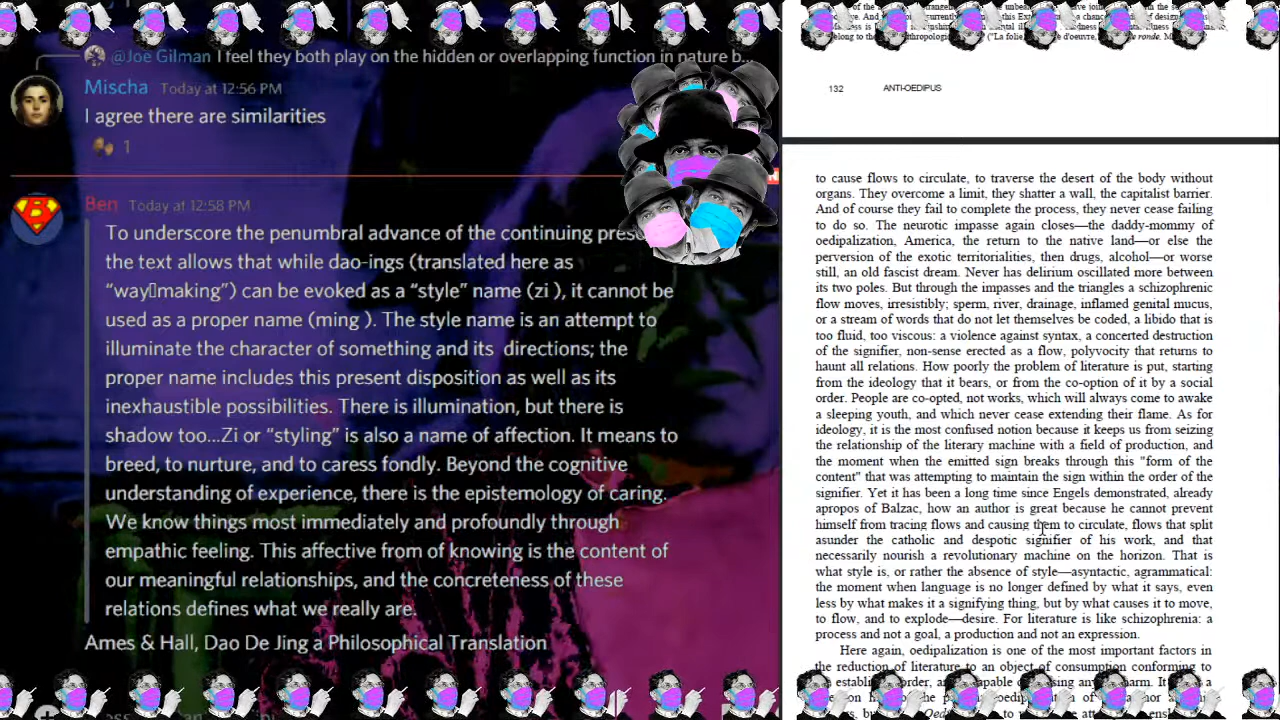 @Joe Gilman I feel they both play on the hidden or overlapping function in nature b...
Mischa Today at 12:56 PM
I agree there are similarities
1
Ben Today at 12:58 PM
To underscore the penumbral advance of the continuing
the text allows that while dao-ings (translated here as
“way▯making”) can be evoked as a “style” name (zi ), it cannot be
used as a proper name (ming ). The style name is an attempt to
illuminate the character of something and its directions; the
proper name includes this present disposition as well as its
inexhaustible possibilities. There is illumination, but there is
shadow too...Zi or “styling” is also a name of affection. It means to
breed, to nurture, and to caress fondly. Beyond the cognitive
understanding of experience, there is the epistemology of caring.
We know things most immediately and profoundly through
empathic feeling. This affective from of knowing is the content of
our meaningful relationships, and the concreteness of these
relations defines what we really are.
Ames & Hall, Dao De Jing a Philosophical Translation
132 ANTI-OEDIPUS
to cause flows to circulate, to traverse the desert of the body without
organs. They overcome a limit, they shatter a wall, the capitalist barrier.
And of course they fail to complete the process, they never cease failing
to do so. The neurotic impasse again closes—the daddy-mommy of
oedipalization, America, the return to the native land—or else the
perversion of the exotic territorialities, then drugs, alcohol—or worse
still, an old fascist dream. Never has delirium oscillated more between
its two poles. But through the impasses and the triangles a schizophrenic
flow moves, irresistibly; sperm, river, drainage, inflamed genital mucus,
or a stream of words that do not let themselves be coded, a libido that is
too fluid, too viscous: a violence against syntax, a concerted destruction
of the signifier, non-sense erected as a flow, polyvocity that returns to
haunt all relations. How poorly the problem of literature is put, starting
from the ideology that it bears, or from the co-option of it by a social
order. People are co-opted, not works, which will always come to awake
a sleeping youth, and which never cease extending their flame. As for
ideology, it is the most confused notion because it keeps us from seizing
the relationship of the literary machine with a field of production, and
the moment when the emitted sign breaks through this "form of the
content" that was attempting to maintain the sign within the order of the
signifier. Yet it has been a long time since Engels demonstrated, already
apropos of Balzac, how an author is great because he cannot prevent
himself from tracing flows and causing them to circulate, flows that split
asunder the catholic and despotic signifier of his work, and that
necessarily nourish a revolutionary machine on the horizon. That is
what style is, or rather the absence of style—asyntactic, agrammatical:
the moment when language is no longer defined by what it says, even
less by what makes it a signifying thing, but by what causes it to move,
to flow, and to explode—desire. For literature is like schizophrenia: a
process and not a goal, a production and not an expression.
Here again, oedipalization is one of the most important factors in
the reduction of literature to an object of consumption conforming to